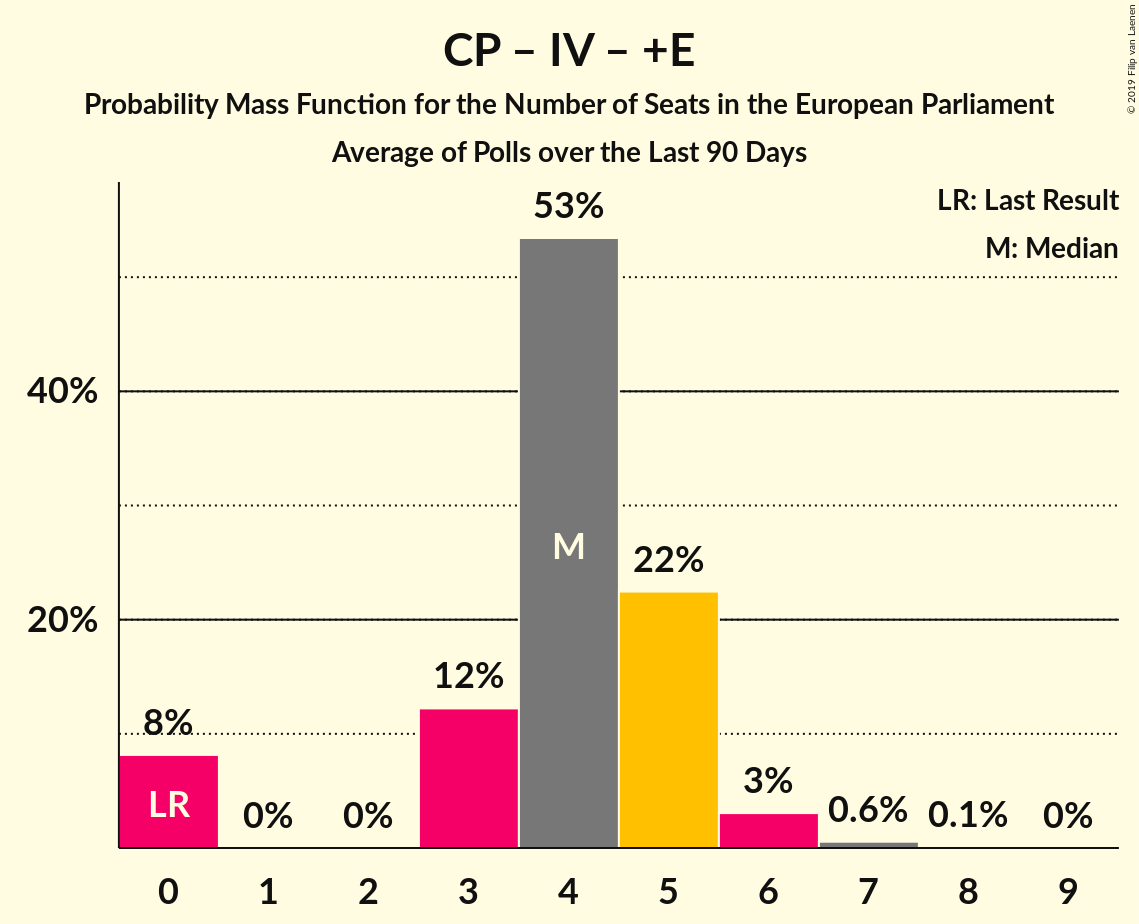 CP – IV – +E
Probability Mass Function for the Number of Seats in the European Parliament
Average of Polls over the Last 90 Days
© 2019 Filip van Laenen
LR: Last Result
M: Median
53%
40%
M
22%
20%
12%
8%
3%
0.6%
0.1%
LR
0% 0% 0%
0 1 2 3 4 5 6 7 8 9